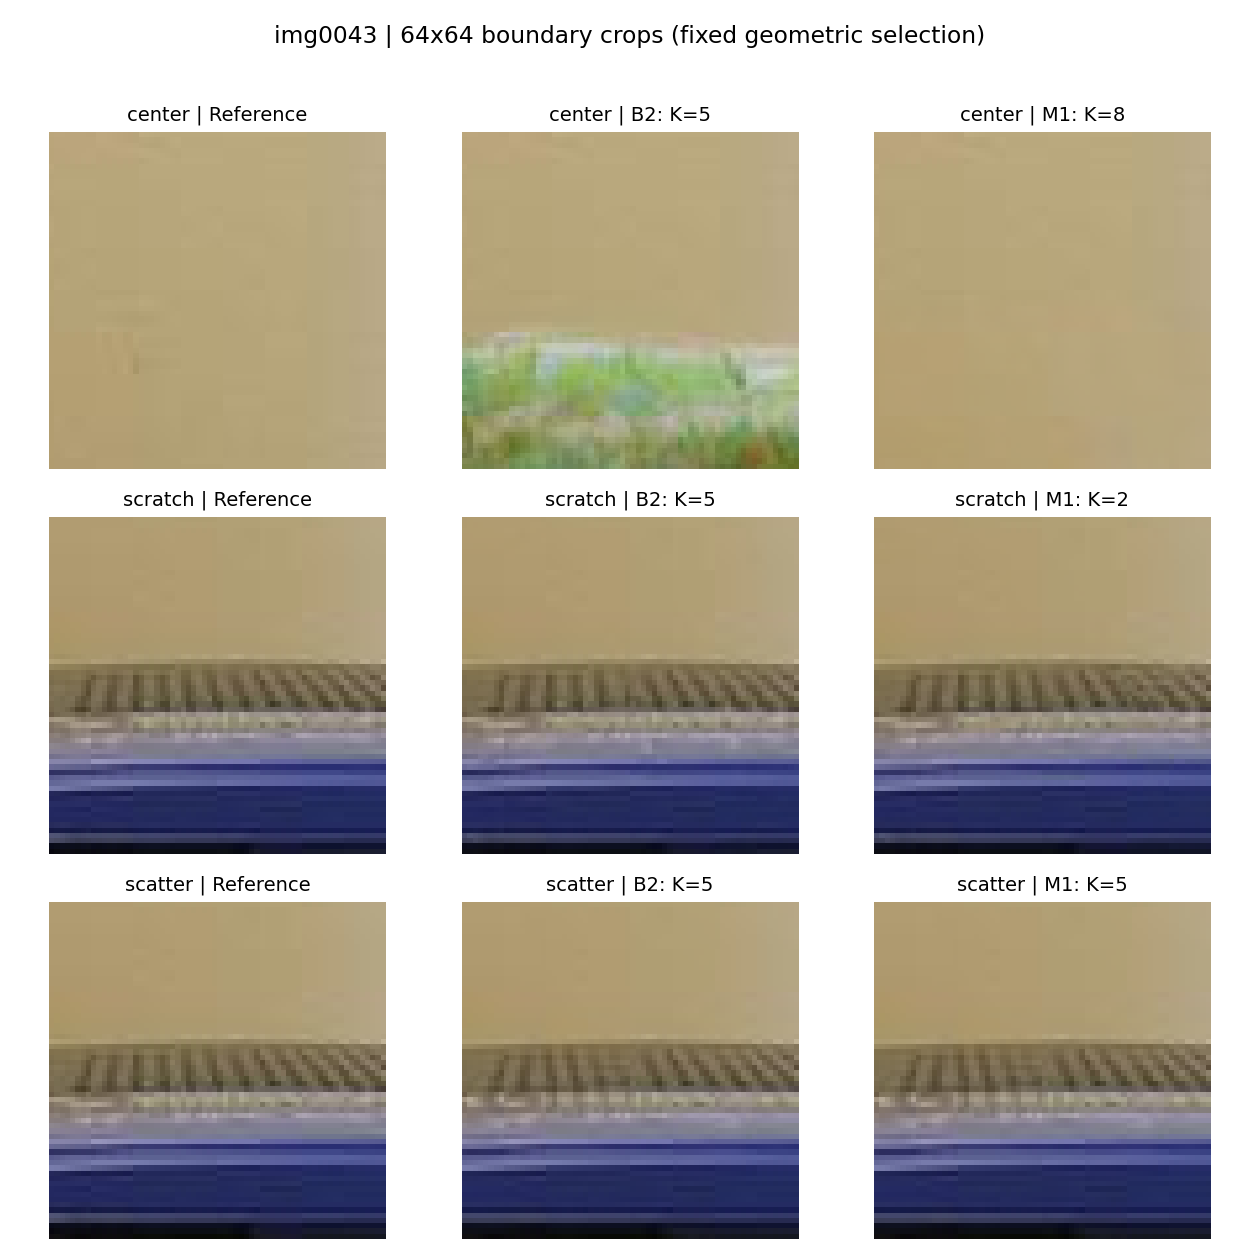 img0043 | 64x64 boundary crops (fixed geometric selection)
center | Reference
center | B2: K=5
center | M1: K=8
scratch | Reference
scratch | B2: K=5
scratch | M1: K=2
scatter | Reference
scatter | B2: K=5
scatter | M1: K=5